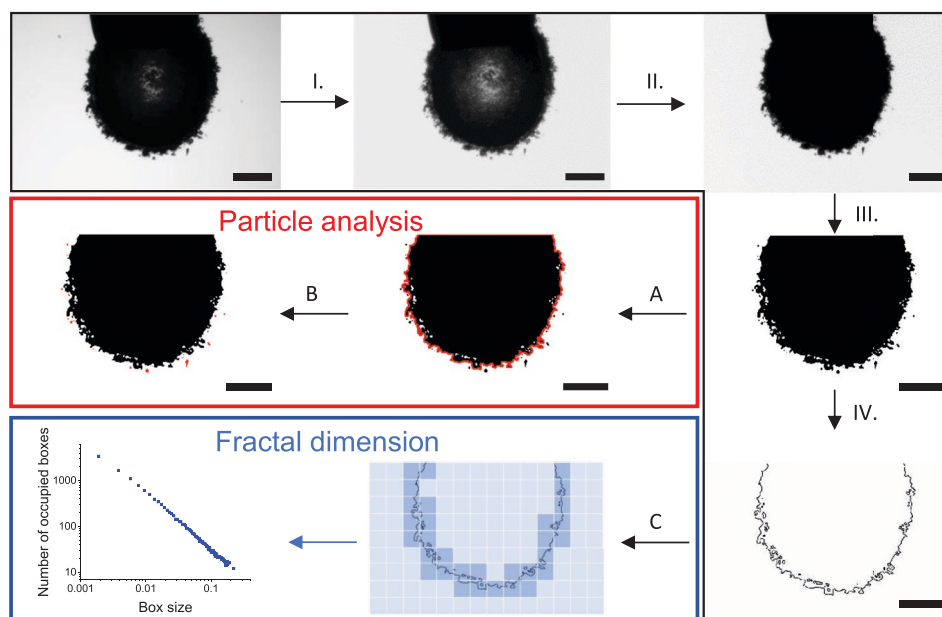 I.
II.
III.
Particle analysis
B
A
IV.
Fractal dimension
Number of occupied boxes
1000
100
10
0.001
0.01
0.1
Box size
C